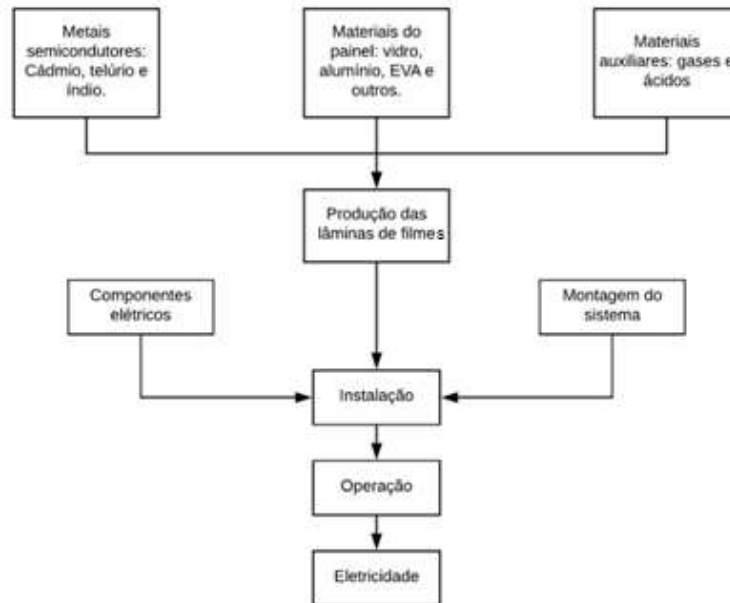 Metais
semicondutores:
Cádmio, telúrio e
índio.
Materiais do
painel: vidro,
alumínio, EVA e
outros.
Materiais
auxiliares: gases e
ácidos
Produção das
lâminas de filmes
Componentes
elétricos
Montagem do
sistema
Instalação
Operação
Eletricidade